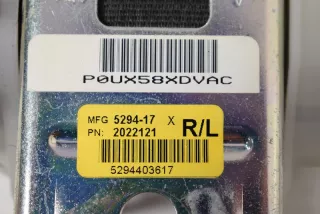 P0UX58XDVAC
MFG 5294-17 X
PN: 2022121 R/L
5294403617